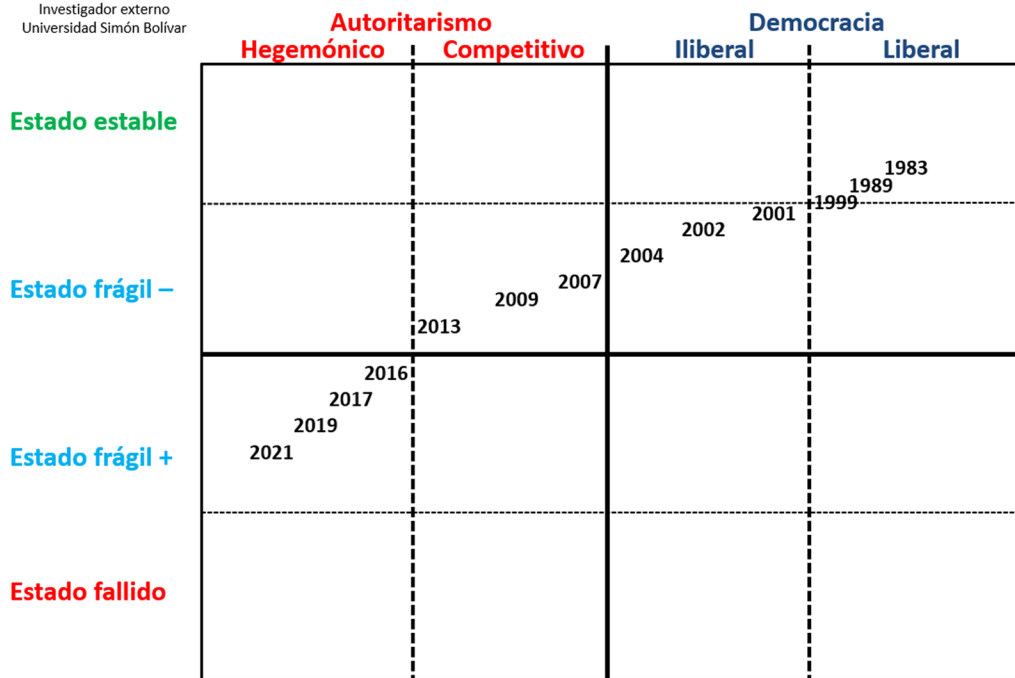 Investigador externo
Universidad Simón Bolívar
Autoritarismo
Democracia
Hegemónico
Competitivo
Iliberal
Liberal
Estado estable
1983
1989
1999
2001
2002
2004
Estado frágil –
2007
2009
2013
2016
2017
2019
2021
Estado frágil +
Estado fallido